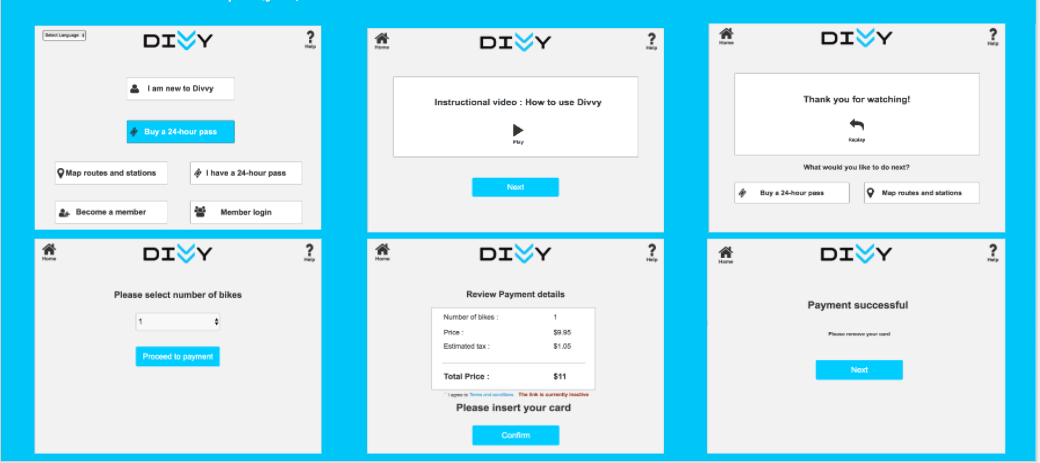 Select Language
DIVVY
Help
I am new to Divvy
Buy a 24-hour pass
Map routes and stations
I have a 24-hour pass
Become a member
Member login
Home
DIVVY
Help
Instructional video : How to use Divvy
Play
Next
Home
DIVVY
Help
Thank you for watching!
Replay
What would you like to do next?
Buy a 24-hour pass
Map routes and stations
Home
DIVVY
Help
Please select number of bikes
1
Proceed to payment
Home
DIVVY
Help
Review Payment details
Number of bikes : 1
Price : $9.95
Estimated tax : $1.05
Total Price : $11
I agree to Terms and conditions The link is currently inactive
Please insert your card
Confirm
Home
DIVVY
Help
Payment successful
Please remove your card
Next